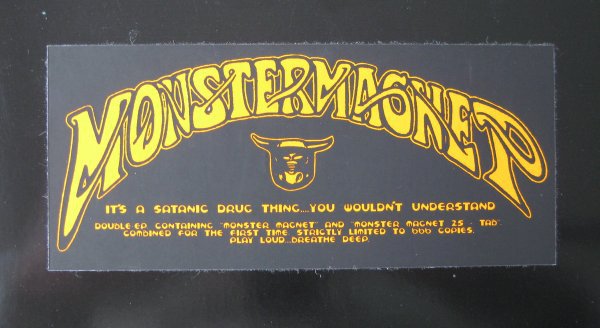 MONSTERMAGNET
IT'S A SATANIC DRUG THING....YOU WOULDN'T UNDERSTAND
DOUBLE EP CONTAINING "MONSTER MAGNET" AND "MONSTER MAGNET 25 - TAB"
COMBINED FOR THE FIRST TIME. STRICTLY LIMITED TO 666 COPIES.
PLAY LOUD...BREATHE DEEP.